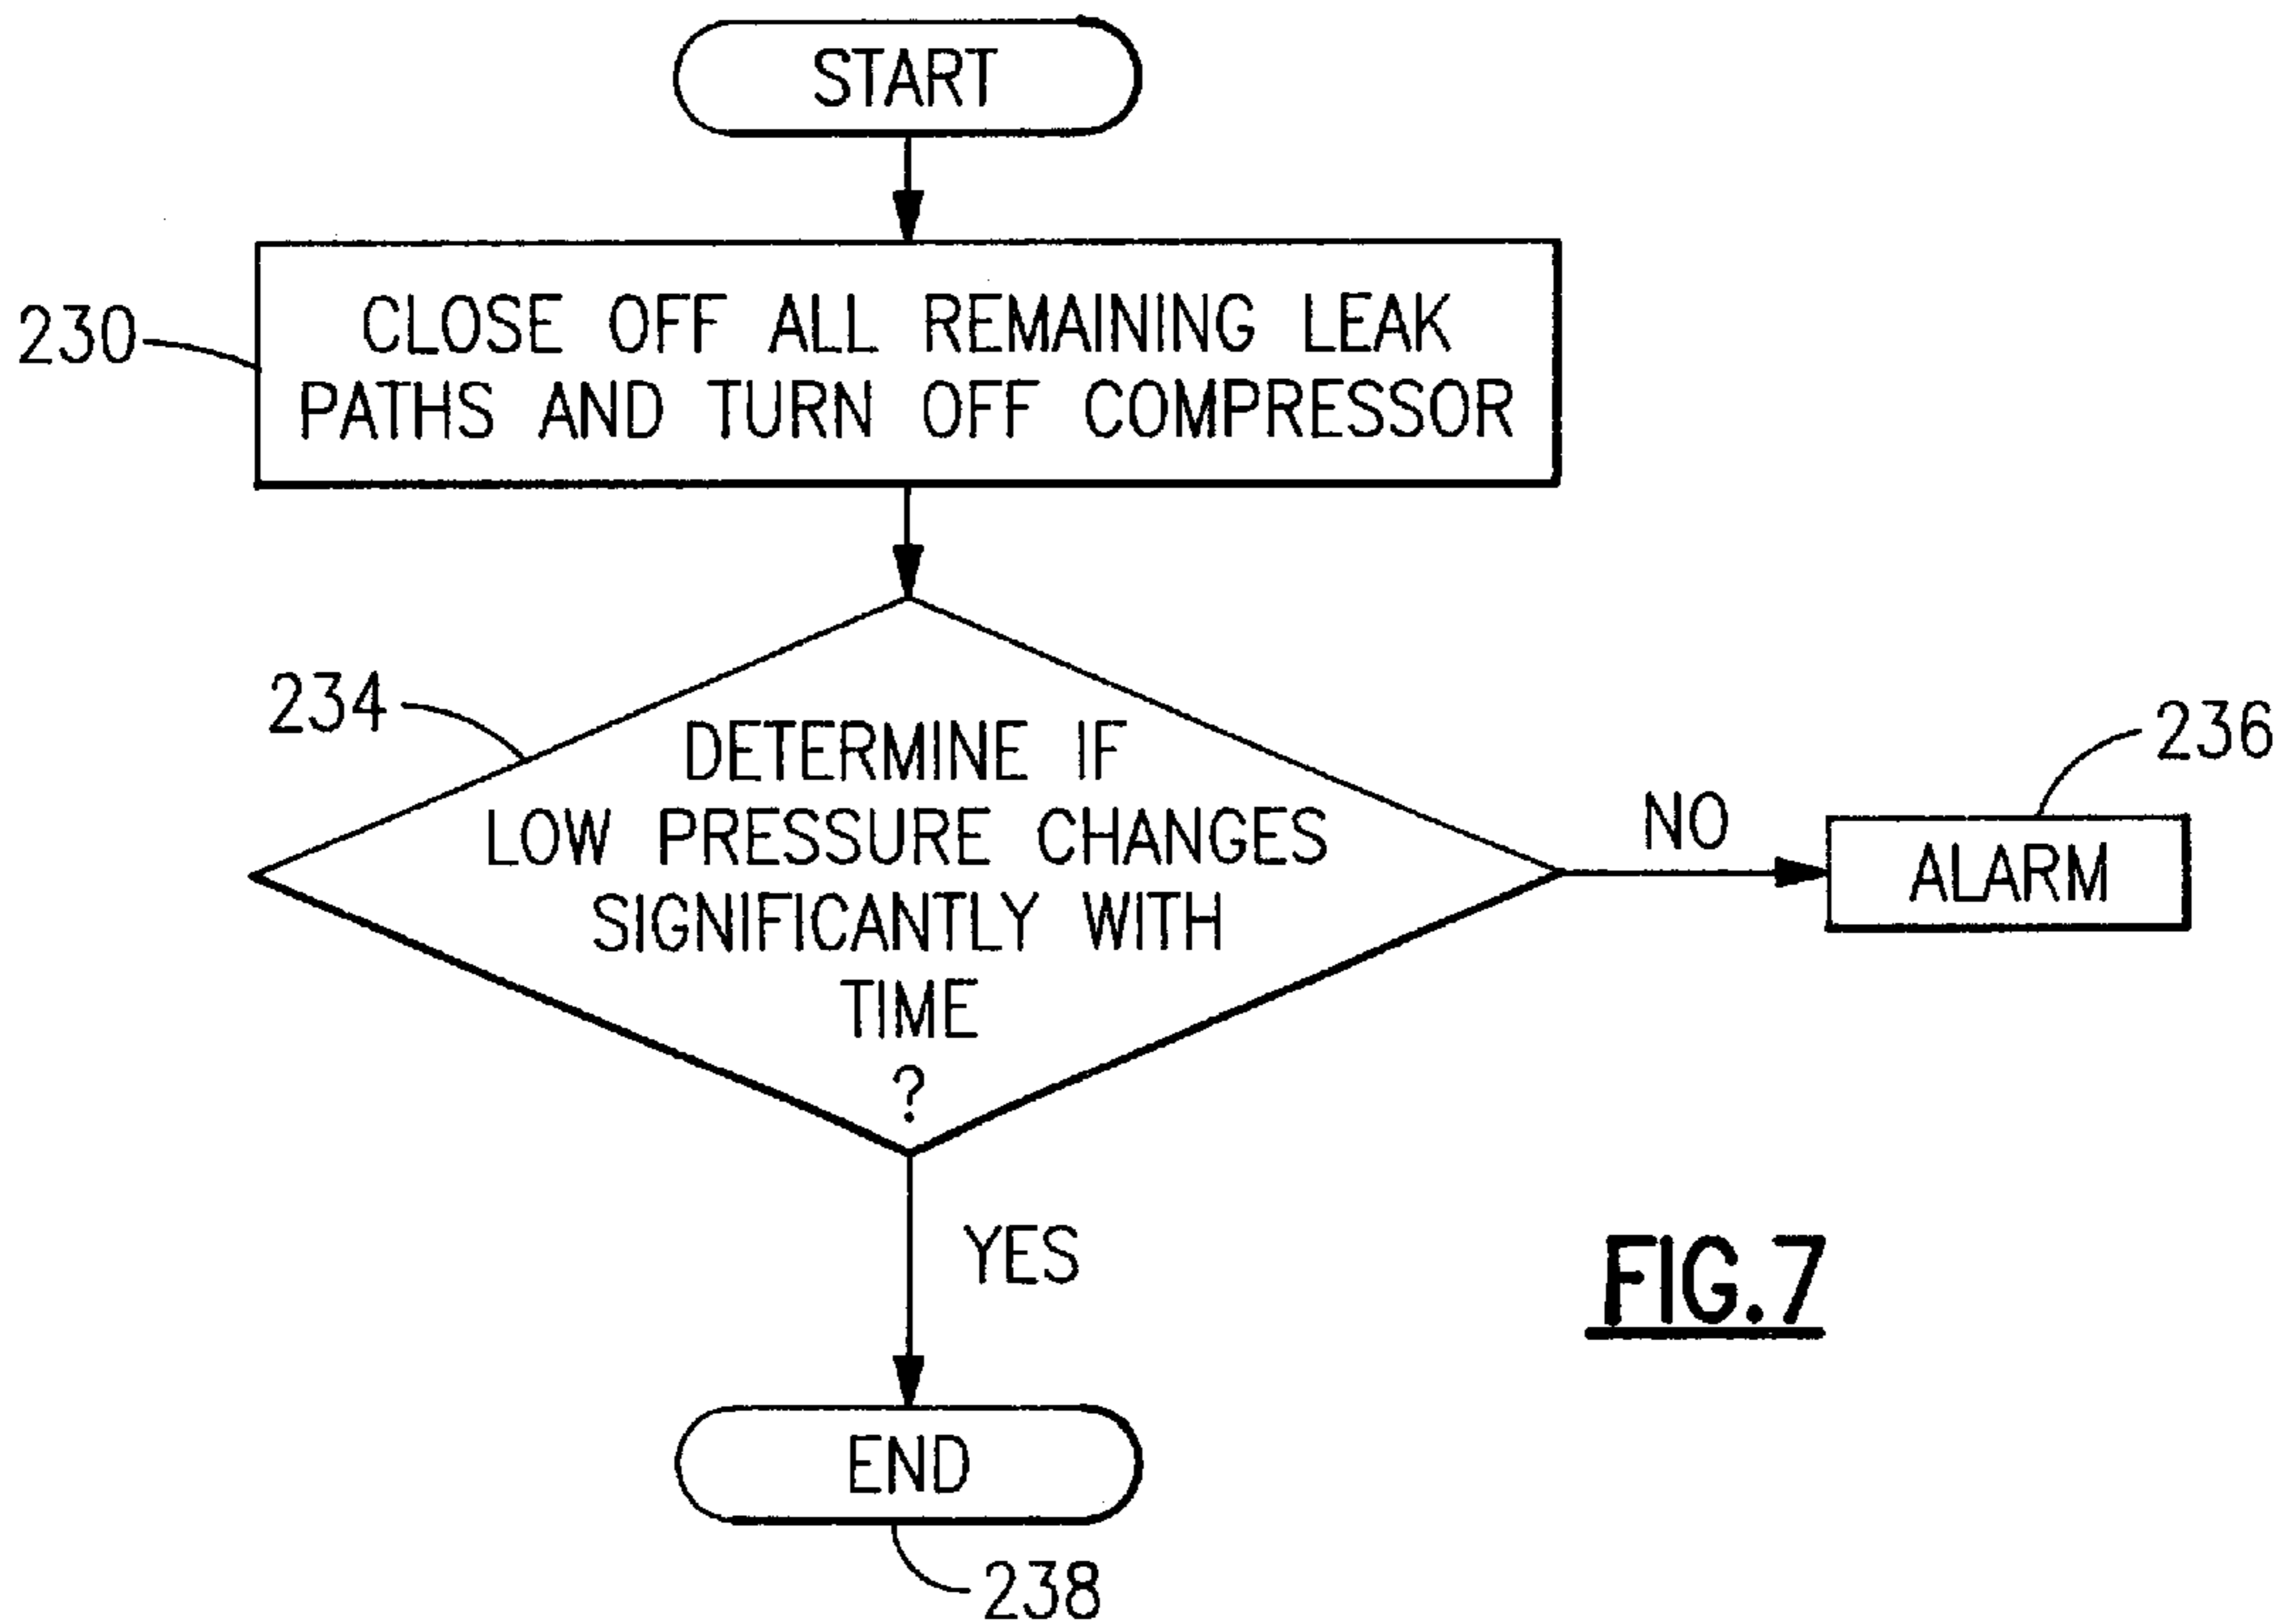 START
230
CLOSE OFF ALL REMAINING LEAK
PATHS AND TURN OFF COMPRESSOR
234
DETERMINE IF
LOW PRESSURE CHANGES
SIGNIFICANTLY WITH
TIME
?
NO
236
ALARM
YES
FIG.7
END
238